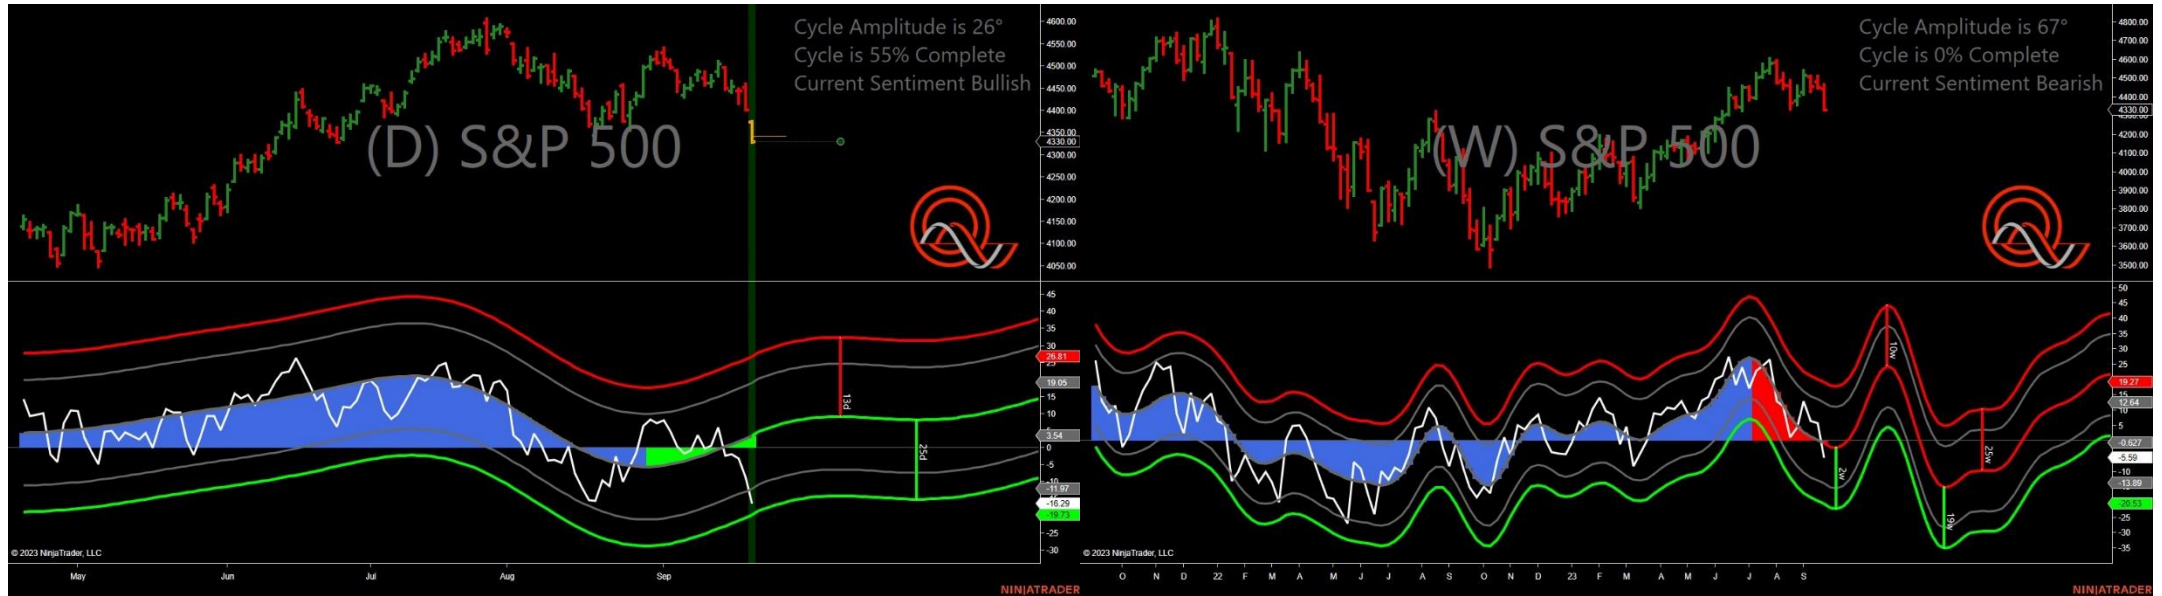 Cycle Amplitude is 26°
Cycle is 55% Complete
Current Sentiment Bullish
(D) S&P 500
4600.00
4550.00
4500.00
4450.00
4400.00
4350.00
4330.00
4300.00
4250.00
4200.00
4150.00
4100.00
4050.00
45
40
35
30
26.81
25
19.05
15
10
5
3.54
0
-5
-10
-11.97
-16.29
-19.73
-25
-30
13d
25d
© 2023 NinjaTrader, LLC
May
Jun
Jul
Aug
Sep
NINJATRADER
Cycle Amplitude is 67°
Cycle is 0% Complete
Current Sentiment Bearish
(W) S&P 500
4800.00
4700.00
4600.00
4500.00
4400.00
4330.00
4200.00
4100.00
4000.00
3900.00
3800.00
3700.00
3600.00
3500.00
50
45
40
35
30
25
19.27
12.64
10
5
-0.627
-5.59
-10
-13.89
-20.53
-25
-30
-35
2w
10w
19w
25w
© 2023 NinjaTrader, LLC
O N D 22 F M A M J J A S O N D 23 F M A M J J A S
NINJATRADER